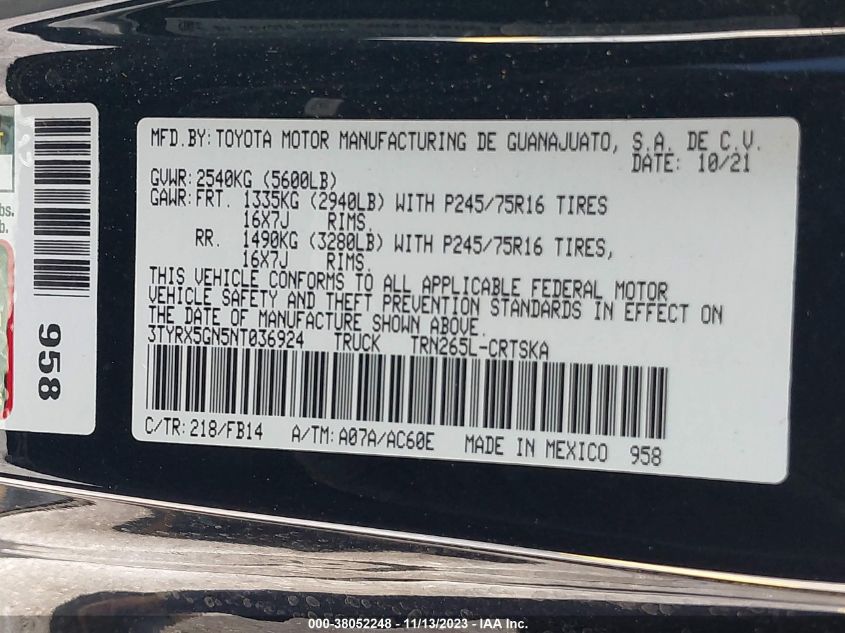 MFD.BY: TOYOTA MOTOR MANUFACTURING DE GUANAJUATO, S.A. DE C.V.
DATE: 10/21
GVWR: 2540KG (5600LB)
GAWR: FRT. 1335KG (2940LB) WITH P245/75R16 TIRES
16X7J RIMS.
RR. 1490KG (3280LB) WITH P245/75R16 TIRES,
16X7J RIMS.
THIS VEHICLE CONFORMS TO ALL APPLICABLE FEDERAL MOTOR
VEHICLE SAFETY AND THEFT PREVENTION STANDARDS IN EFFECT ON
THE DATE OF MANUFACTURE SHOWN ABOVE.
3TYRX5GN5NT036924 TRUCK TRN265L-CRTSKA
C/TR: 218/FB14 A/TM: A07A/AC60E MADE IN MEXICO 958
bs.
b.
958
000-38052248 - 11/13/2023 - IAA Inc.